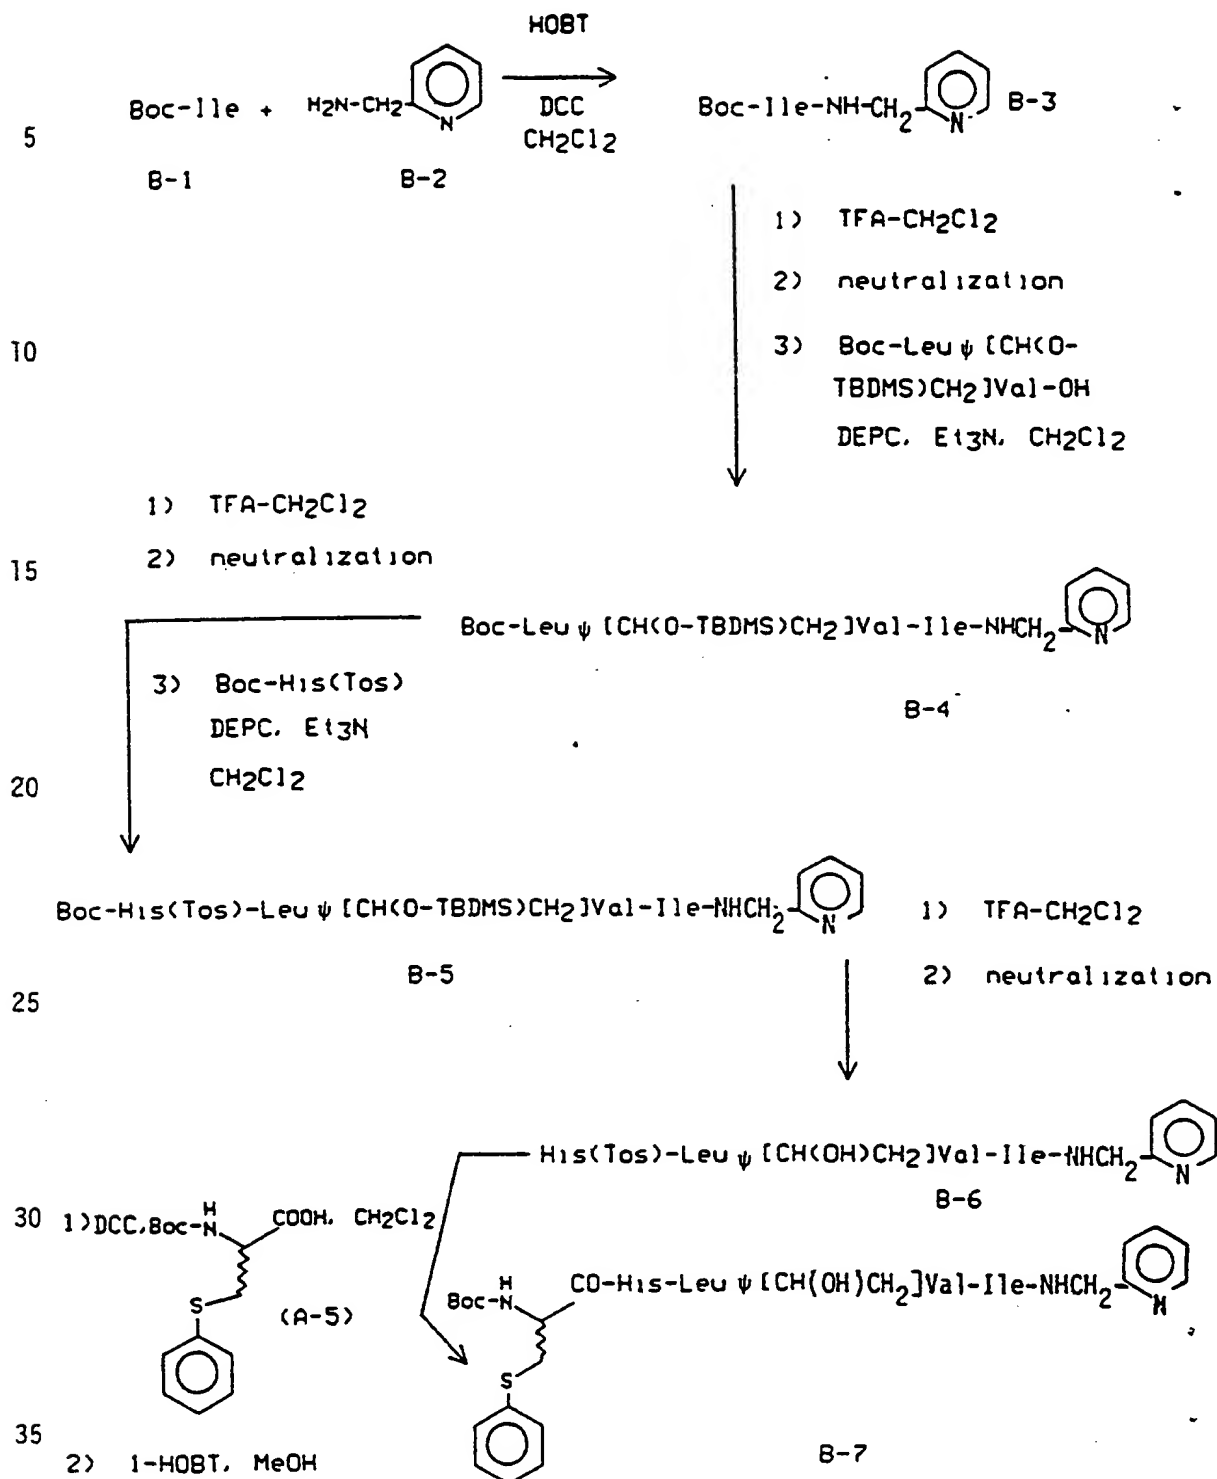 HOBT
Boc-Ile + H2N-CH2 N
DCC
CH2Cl2
Boc-Ile-NH-CH2 N B-3
5
B-1 B-2
1) TFA-CH2Cl2
2) neutralization
10
3) Boc-Leu ψ [CH(O-
TBDMS)CH2]Val-OH
DEPC, Et3N, CH2Cl2
1) TFA-CH2Cl2
15
2) neutralization
Boc-Leu ψ [CH(O-TBDMS)CH2]Val-Ile-NHCH2 N
B-4
3) Boc-His(Tos)
DEPC, Et3N
CH2Cl2
20
Boc-His(Tos)-Leu ψ [CH(O-TBDMS)CH2]Val-Ile-NHCH2 N
B-5
1) TFA-CH2Cl2
2) neutralization
25
His(Tos)-Leu ψ [CH(OH)CH2]Val-Ile-NHCH2 N
B-6
30
1) DCC, Boc-N H COOH, CH2Cl2
S
(A-5)
Boc-N H CO-His-Leu ψ [CH(OH)CH2]Val-Ile-NHCH2 N
S
B-7
35
2) 1-HOBT, MeOH